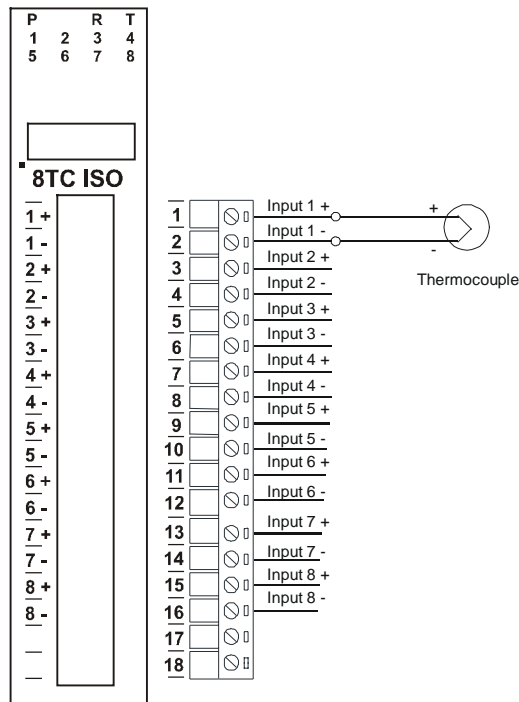 P R T
1 2 3 4
5 6 7 8
8TC ISO
1 +
1 -
2 +
2 -
3 +
3 -
4 +
4 -
5 +
5 -
6 +
6 -
7 +
7 -
8 +
8 -
1 Input 1 +
2 Input 1 -
3 Input 2 +
4 Input 2 -
5 Input 3 +
6 Input 3 -
7 Input 4 +
8 Input 4 -
9 Input 5 +
10 Input 5 -
11 Input 6 +
12 Input 6 -
13 Input 7 +
14 Input 7 -
15 Input 8 +
16 Input 8 -
17
18
+
-
Thermocouple